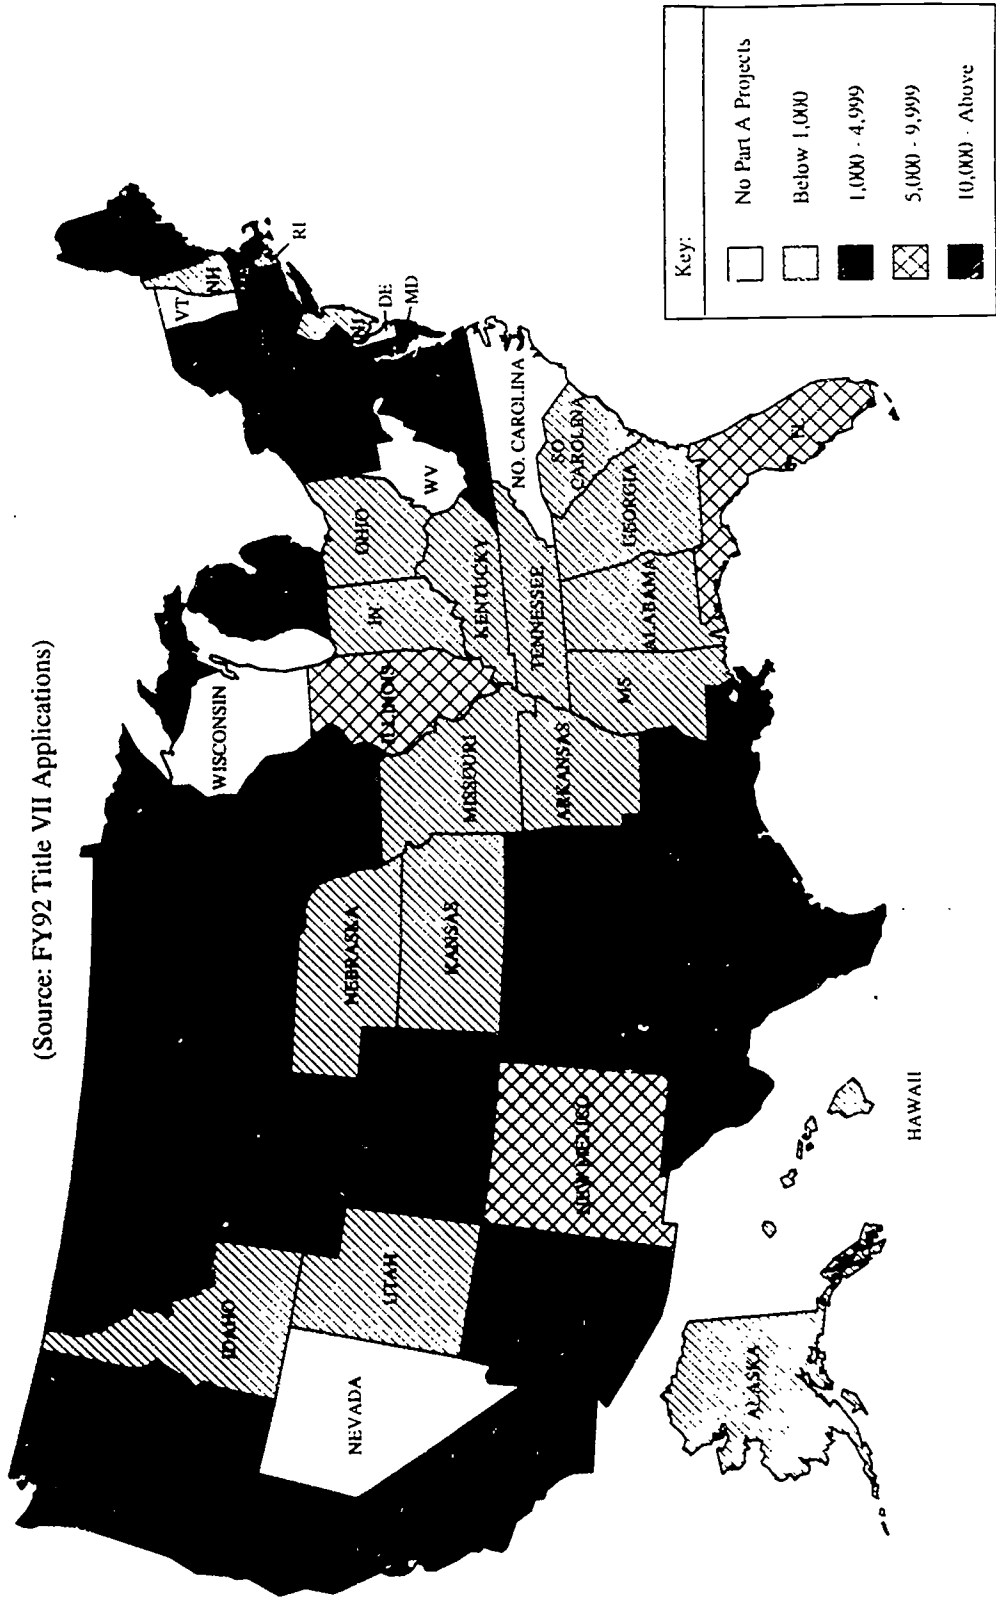 (Source: FY92 Title VII Applications)
VT
NH
RI
DE
MD
WISCONSIN
OHIO
WV
IN
ILLINOIS
KENTUCKY
NO. CAROLINA
TENNESSEE
SO
CAROLINA
GEORGIA
ALABAMA
MS
FL
MISSOURI
ARKANSAS
NEBRASKA
KANSAS
NEW MEXICO
IDAHO
UTAH
NEVADA
ALASKA
HAWAII
Key:
No Part A Projects
Below 1,000
1,000 - 4,999
5,000 - 9,999
10,000 - Above